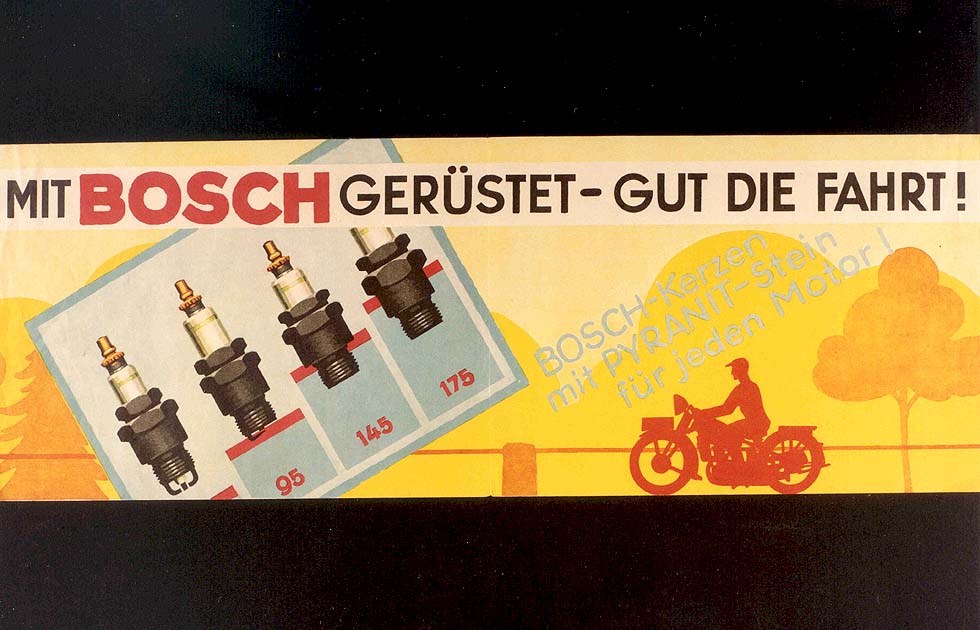 MIT BOSCH GERÜSTET - GUT DIE FAHRT!
BOSCH-Kerzen
mit PYRANIT-Stein
für jeden Motor!
95
145
175